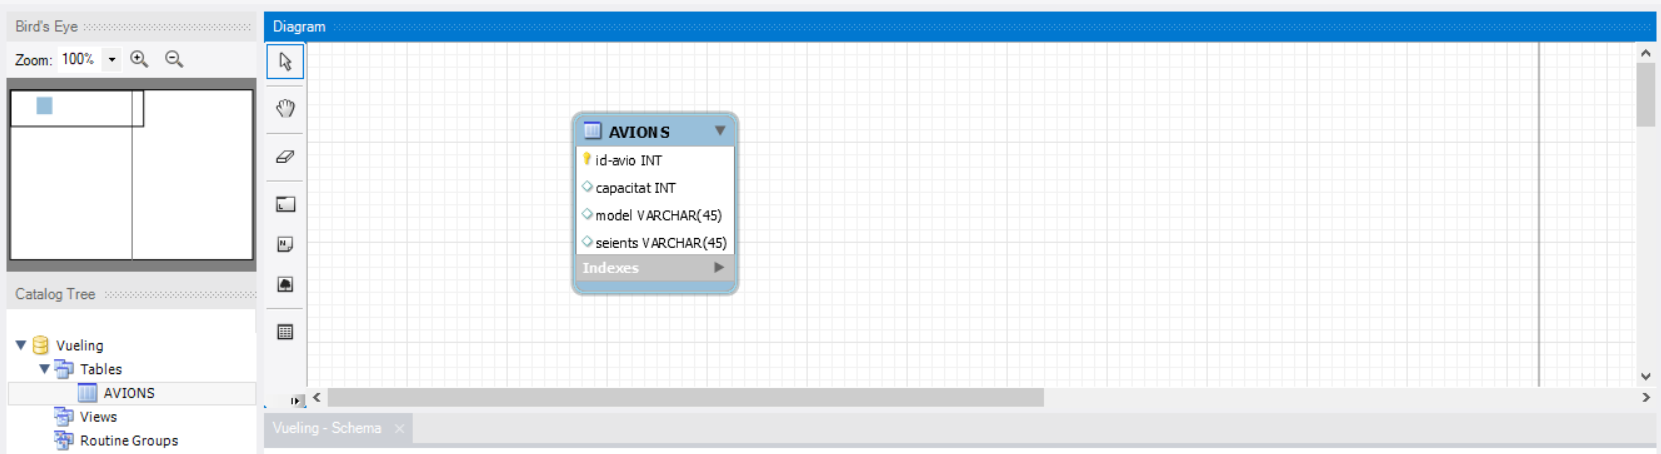 Bird's Eye
Zoom: 100%
Catalog Tree
Vueling
Tables
AVIONS
Views
Routine Groups
Diagram
AVIONS
id-avio INT
capacitat INT
model VARCHAR(45)
seients VARCHAR(45)
Indexes
Vueling - Schema